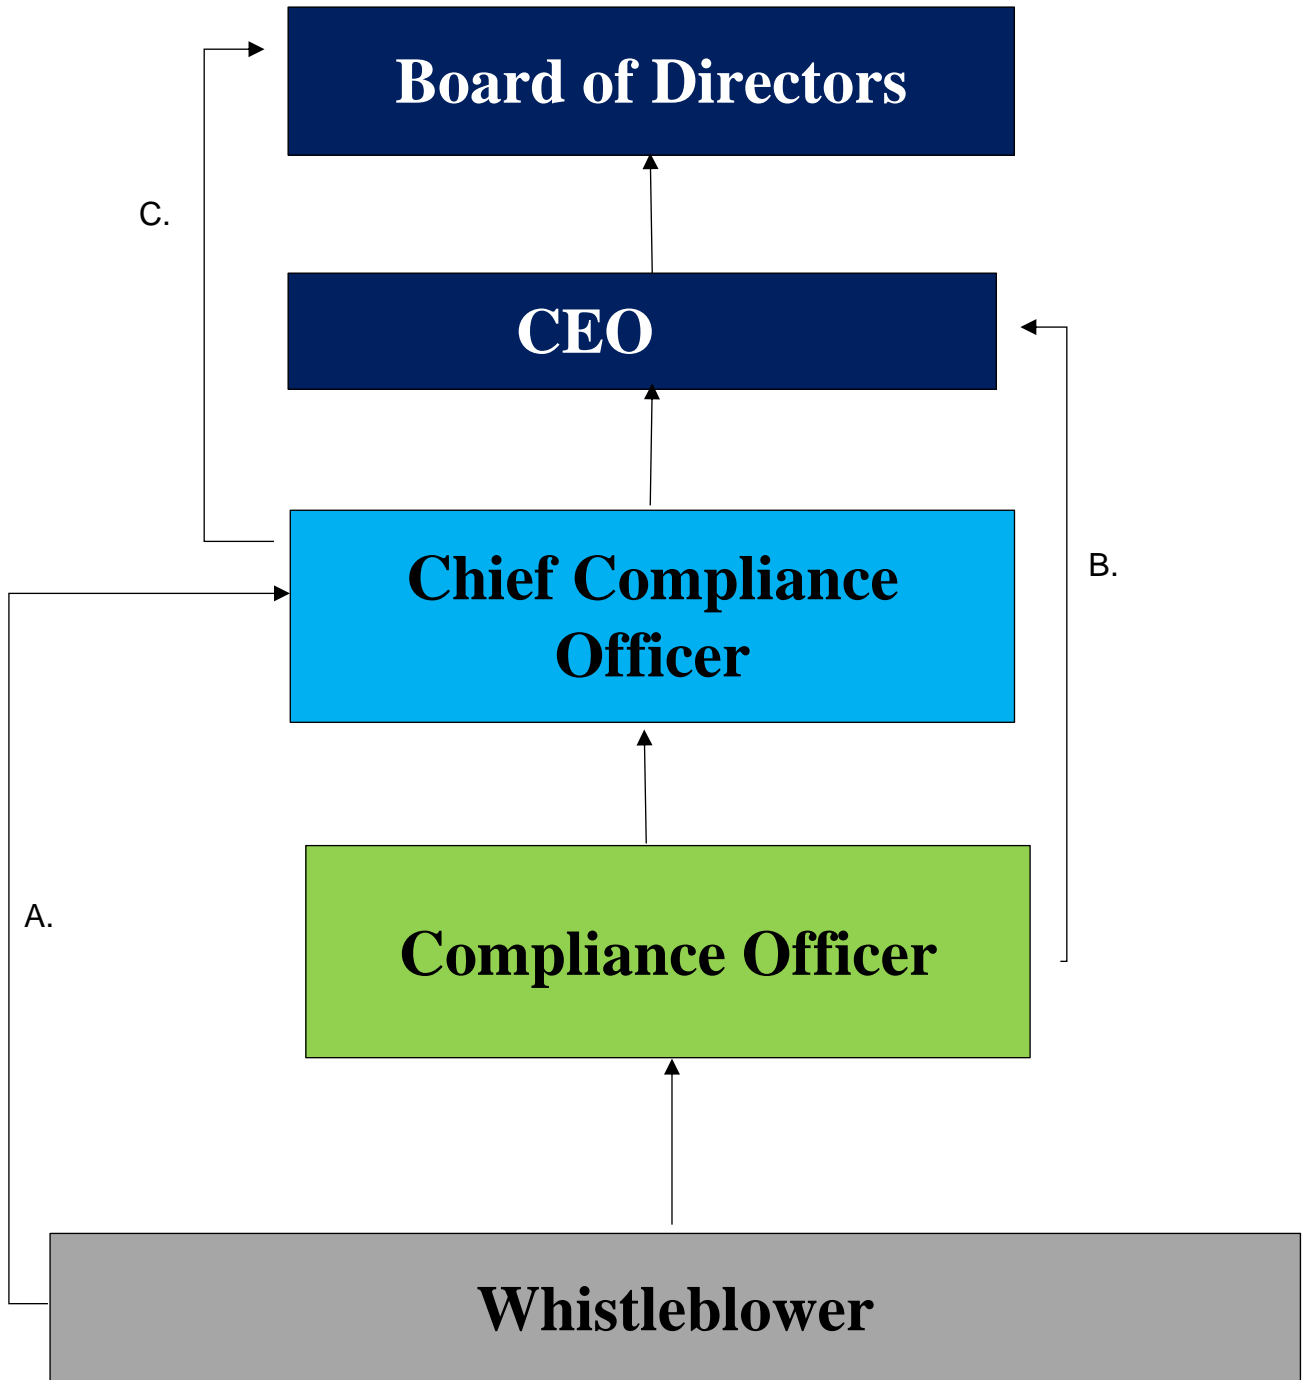 Board of Directors
C.
CEO
Chief Compliance
Officer
B.
A.
Compliance Officer
Whistleblower